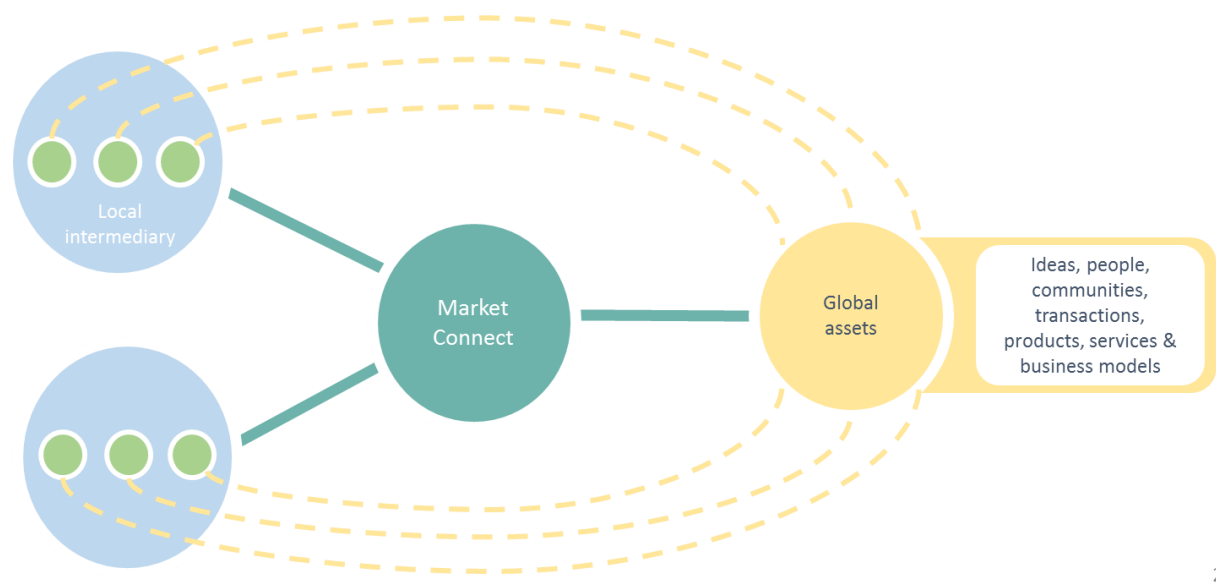 Local
intermediary
Market
Connect
Global
assets
Ideas, people,
communities,
transactions,
products, services &
business models